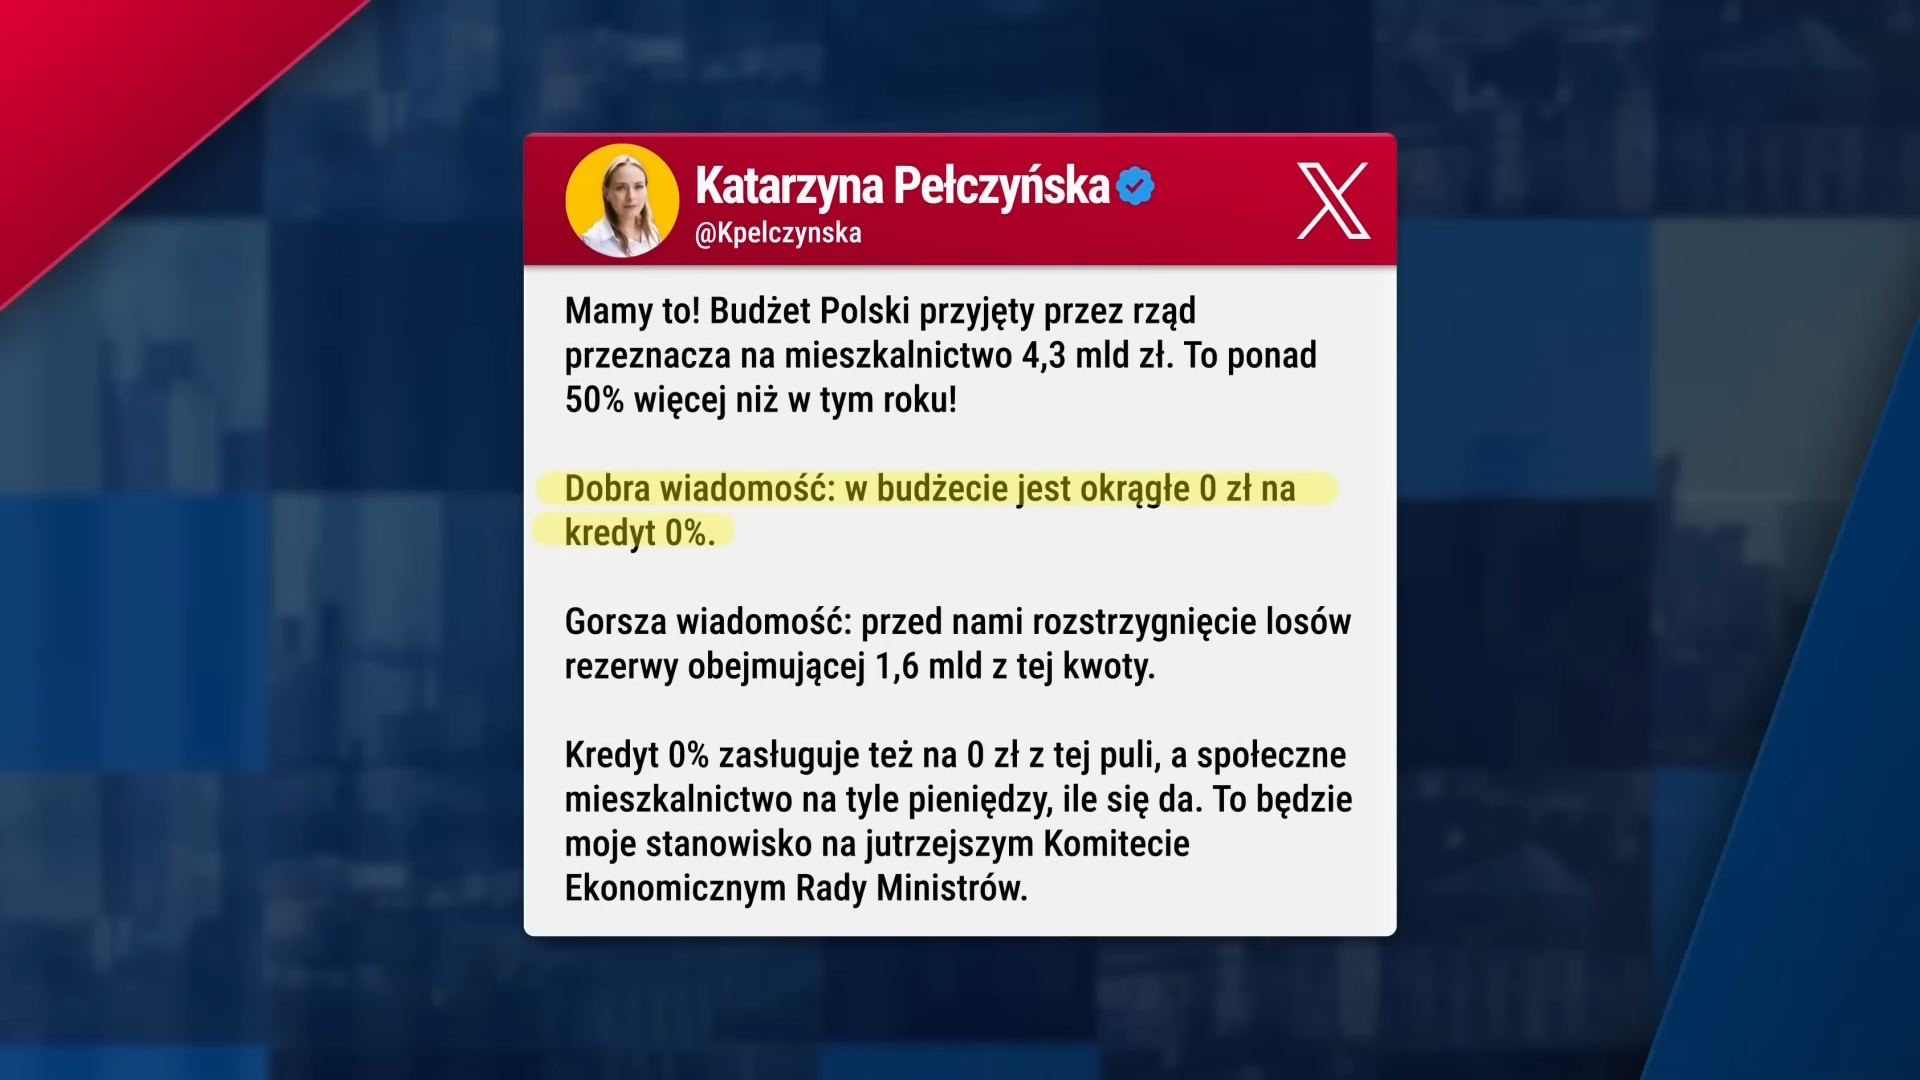 Katarzyna Pełczyńska
@Kpelczynska
Mamy to! Budżet Polski przyjęty przez rząd
przeznacza na mieszkalnictwo 4,3 mld zł. To ponad
50% więcej niż w tym roku!
Dobra wiadomość: w budżecie jest okrągłe 0 zł na
kredyt 0%.
Gorsza wiadomość: przed nami rozstrzygnięcie losów
rezerwy obejmującej 1,6 mld z tej kwoty.
Kredyt 0% zasługuje też na 0 zł z tej puli, a społeczne
mieszkalnictwo na tyle pieniędzy, ile się da. To będzie
moje stanowisko na jutrzejszym Komitecie
Ekonomicznym Rady Ministrów.